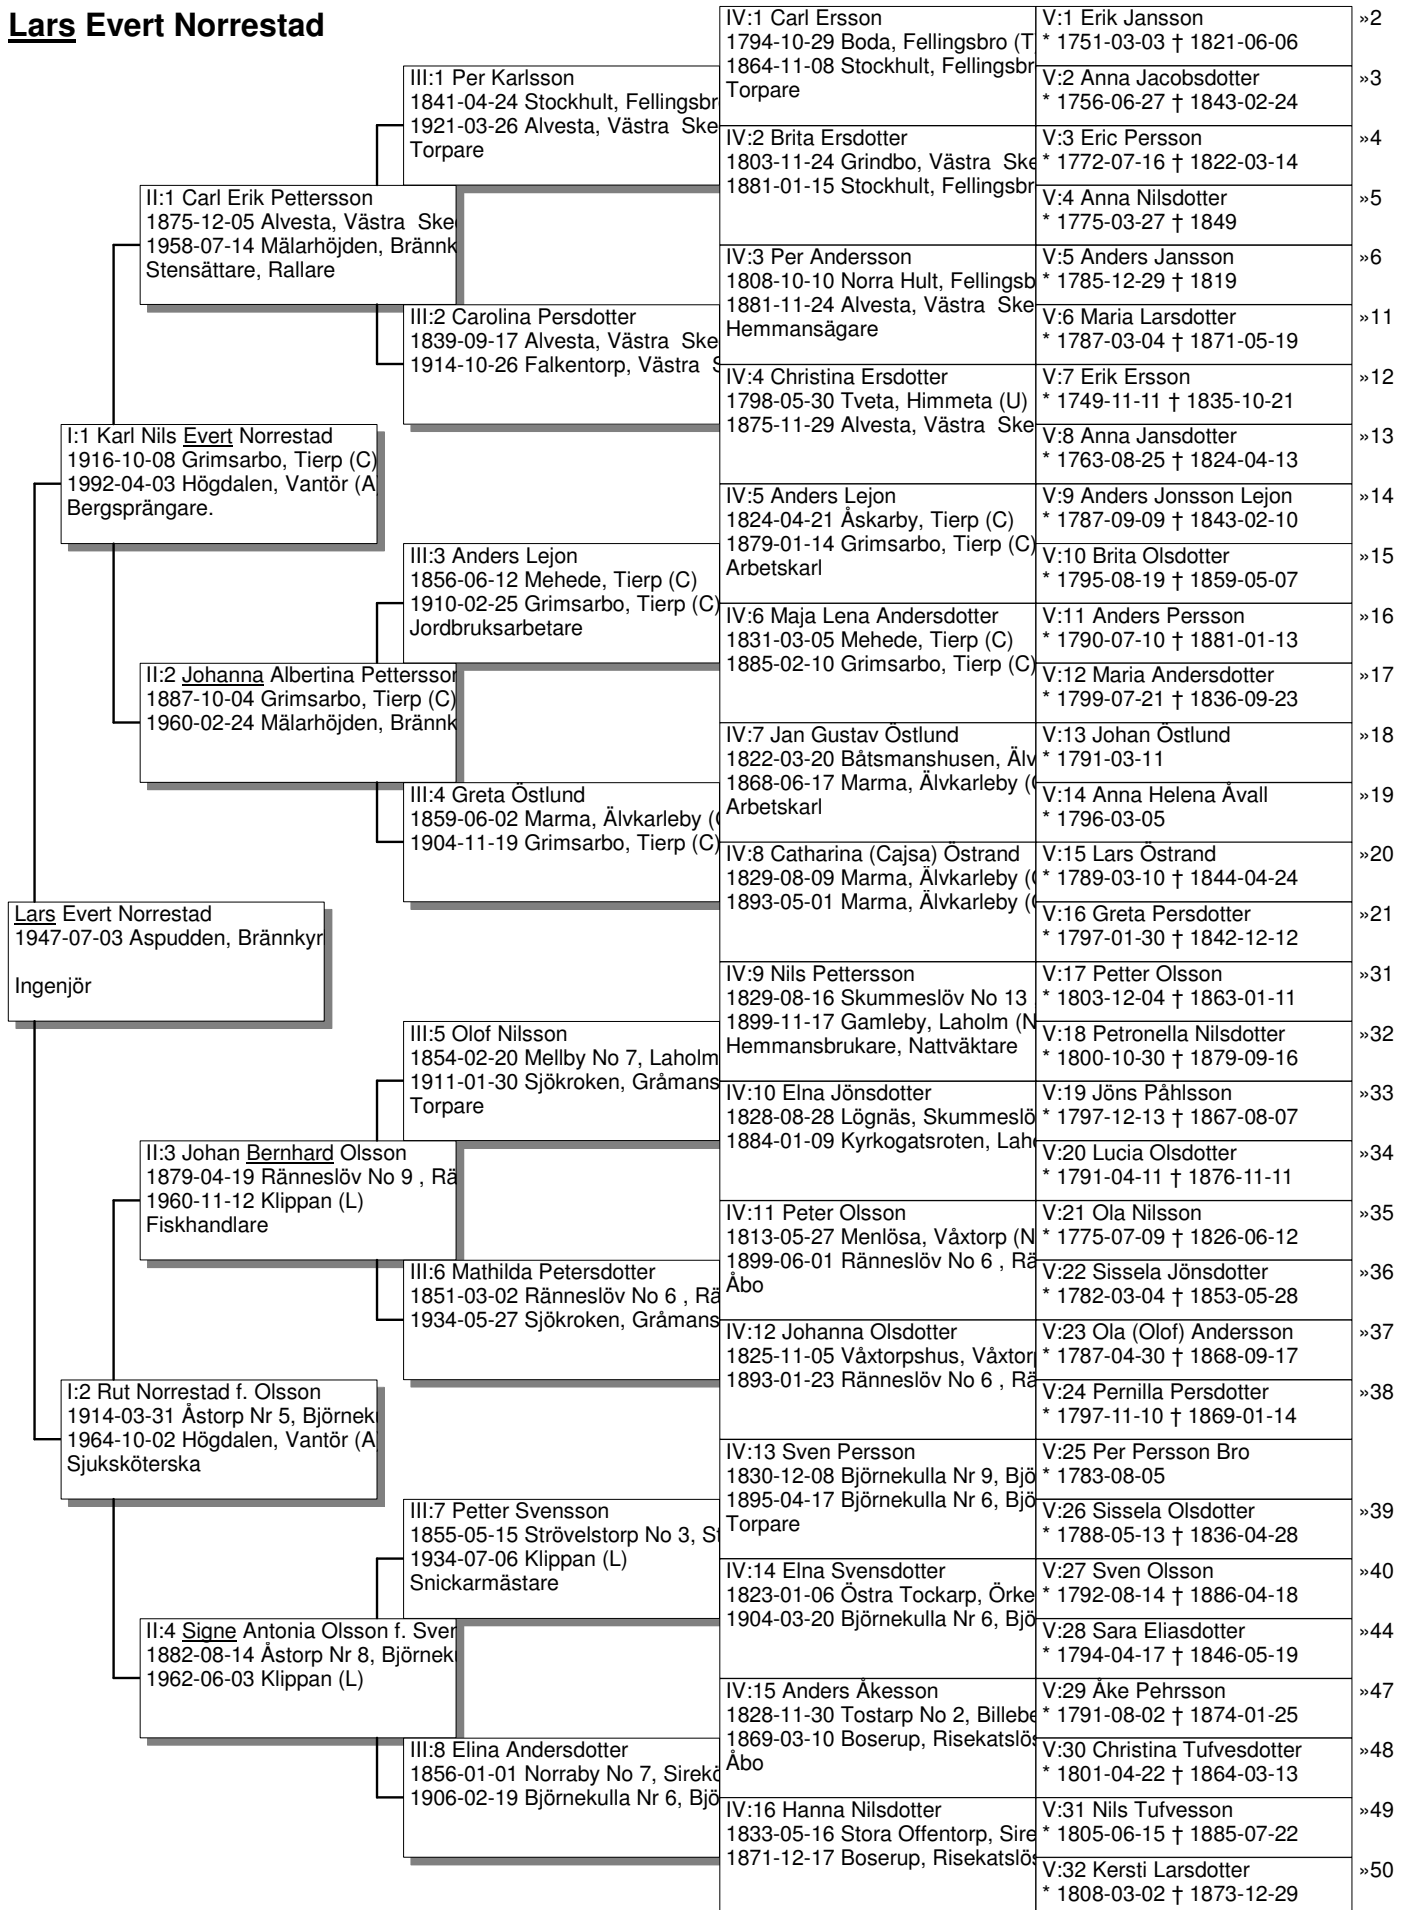 Lars Evert Norrestad
Lars Evert Norrestad
1947-07-03 Aspudden, Brännkyr
Ingenjör
I:1 Karl Nils Evert Norrestad
1916-10-08 Grimsarbo, Tierp (C)
1992-04-03 Högdalen, Vantör (A
Bergsprängare.
I:2 Rut Norrestad f. Olsson
1914-03-31 Åstorp Nr 5, Björnek
1964-10-02 Högdalen, Vantör (A
Sjuksköterska
II:1 Carl Erik Pettersson
1875-12-05 Alvesta, Västra Ske
1958-07-14 Mälarhöjden, Brännk
Stensättare, Rallare
II:2 Johanna Albertina Pettersson
1887-10-04 Grimsarbo, Tierp (C)
1960-02-24 Mälarhöjden, Brännk
II:3 Johan Bernhard Olsson
1879-04-19 Ränneslöv No 9 , Rä
1960-11-12 Klippan (L)
Fiskhandlare
II:4 Signe Antonia Olsson f. Sven
1882-08-14 Åstorp Nr 8, Björnek
1962-06-03 Klippan (L)
III:1 Per Karlsson
1841-04-24 Stockhult, Fellingsbr
1921-03-26 Alvesta, Västra Ske
Torpare
III:2 Carolina Persdotter
1839-09-17 Alvesta, Västra Ske
1914-10-26 Falkentorp, Västra S
III:3 Anders Lejon
1856-06-12 Mehede, Tierp (C)
1910-02-25 Grimsarbo, Tierp (C)
Jordbruksarbetare
III:4 Greta Östlund
1859-06-02 Marma, Älvkarleby (
1904-11-19 Grimsarbo, Tierp (C)
III:5 Olof Nilsson
1854-02-20 Mellby No 7, Laholm
1911-01-30 Sjökroken, Gråmans
Torpare
III:6 Mathilda Petersdotter
1851-03-02 Ränneslöv No 6 , Rä
1934-05-27 Sjökroken, Gråmans
III:7 Petter Svensson
1855-05-15 Strövelstorp No 3, St
1934-07-06 Klippan (L)
Snickarmästare
III:8 Elina Andersdotter
1856-01-01 Norraby No 7, Sirekö
1906-02-19 Björnekulla Nr 6, Bjö
IV:1 Carl Ersson
1794-10-29 Boda, Fellingsbro (T
1864-11-08 Stockhult, Fellingsbr
Torpare
IV:2 Brita Ersdotter
1803-11-24 Grindbo, Västra Ske
1881-01-15 Stockhult, Fellingsbr
IV:3 Per Andersson
1808-10-10 Norra Hult, Fellingsb
1881-11-24 Alvesta, Västra Ske
Hemmansägare
IV:4 Christina Ersdotter
1798-05-30 Tveta, Himmeta (U)
1875-11-29 Alvesta, Västra Ske
IV:5 Anders Lejon
1824-04-21 Åskarby, Tierp (C)
1879-01-14 Grimsarbo, Tierp (C)
Arbetskarl
IV:6 Maja Lena Andersdotter
1831-03-05 Mehede, Tierp (C)
1885-02-10 Grimsarbo, Tierp (C)
IV:7 Jan Gustav Östlund
1822-03-20 Båtsmanshusen, Älv
1868-06-17 Marma, Älvkarleby (
Arbetskarl
IV:8 Catharina (Cajsa) Östrand
1829-08-09 Marma, Älvkarleby (
1893-05-01 Marma, Älvkarleby (
IV:9 Nils Pettersson
1829-08-16 Skummeslöv No 13
1899-11-17 Gamleby, Laholm (N
Hemmansbrukare, Nattväktare
IV:10 Elna Jönsdotter
1828-08-28 Lögnäs, Skummeslö
1884-01-09 Kyrkogatsroten, Laho
IV:11 Peter Olsson
1813-05-27 Menlösa, Våxtorp (N
1899-06-01 Ränneslöv No 6 , Rä
Åbo
IV:12 Johanna Olsdotter
1825-11-05 Våxtorpshus, Våxtorp
1893-01-23 Ränneslöv No 6 , Rä
IV:13 Sven Persson
1830-12-08 Björnekulla Nr 9, Bjö
1895-04-17 Björnekulla Nr 6, Bjö
Torpare
IV:14 Elna Svensdotter
1823-01-06 Östra Tockarp, Örke
1904-03-20 Björnekulla Nr 6, Bjö
IV:15 Anders Åkesson
1828-11-30 Tostarp No 2, Billebe
1869-03-10 Boserup, Risekatslös
Åbo
IV:16 Hanna Nilsdotter
1833-05-16 Stora Offentorp, Sire
1871-12-17 Boserup, Risekatslös
V:1 Erik Jansson »2
* 1751-03-03 † 1821-06-06
V:2 Anna Jacobsdotter »3
* 1756-06-27 † 1843-02-24
V:3 Eric Persson »4
* 1772-07-16 † 1822-03-14
V:4 Anna Nilsdotter »5
* 1775-03-27 † 1849
V:5 Anders Jansson »6
* 1785-12-29 † 1819
V:6 Maria Larsdotter »11
* 1787-03-04 † 1871-05-19
V:7 Erik Ersson »12
* 1749-11-11 † 1835-10-21
V:8 Anna Jansdotter »13
* 1763-08-25 † 1824-04-13
V:9 Anders Jonsson Lejon »14
* 1787-09-09 † 1843-02-10
V:10 Brita Olsdotter »15
* 1795-08-19 † 1859-05-07
V:11 Anders Persson »16
* 1790-07-10 † 1881-01-13
V:12 Maria Andersdotter »17
* 1799-07-21 † 1836-09-23
V:13 Johan Östlund »18
* 1791-03-11
V:14 Anna Helena Åvall »19
* 1796-03-05
V:15 Lars Östrand »20
* 1789-03-10 † 1844-04-24
V:16 Greta Persdotter »21
* 1797-01-30 † 1842-12-12
V:17 Petter Olsson »31
* 1803-12-04 † 1863-01-11
V:18 Petronella Nilsdotter »32
* 1800-10-30 † 1879-09-16
V:19 Jöns Påhlsson »33
* 1797-12-13 † 1867-08-07
V:20 Lucia Olsdotter »34
* 1791-04-11 † 1876-11-11
V:21 Ola Nilsson »35
* 1775-07-09 † 1826-06-12
V:22 Sissela Jönsdotter »36
* 1782-03-04 † 1853-05-28
V:23 Ola (Olof) Andersson »37
* 1787-04-30 † 1868-09-17
V:24 Pernilla Persdotter »38
* 1797-11-10 † 1869-01-14
V:25 Per Persson Bro
* 1783-08-05
V:26 Sissela Olsdotter »39
* 1788-05-13 † 1836-04-28
V:27 Sven Olsson »40
* 1792-08-14 † 1886-04-18
V:28 Sara Eliasdotter »44
* 1794-04-17 † 1846-05-19
V:29 Åke Pehrsson »47
* 1791-08-02 † 1874-01-25
V:30 Christina Tufvesdotter »48
* 1801-04-22 † 1864-03-13
V:31 Nils Tufvesson »49
* 1805-06-15 † 1885-07-22
V:32 Kersti Larsdotter »50
* 1808-03-02 † 1873-12-29